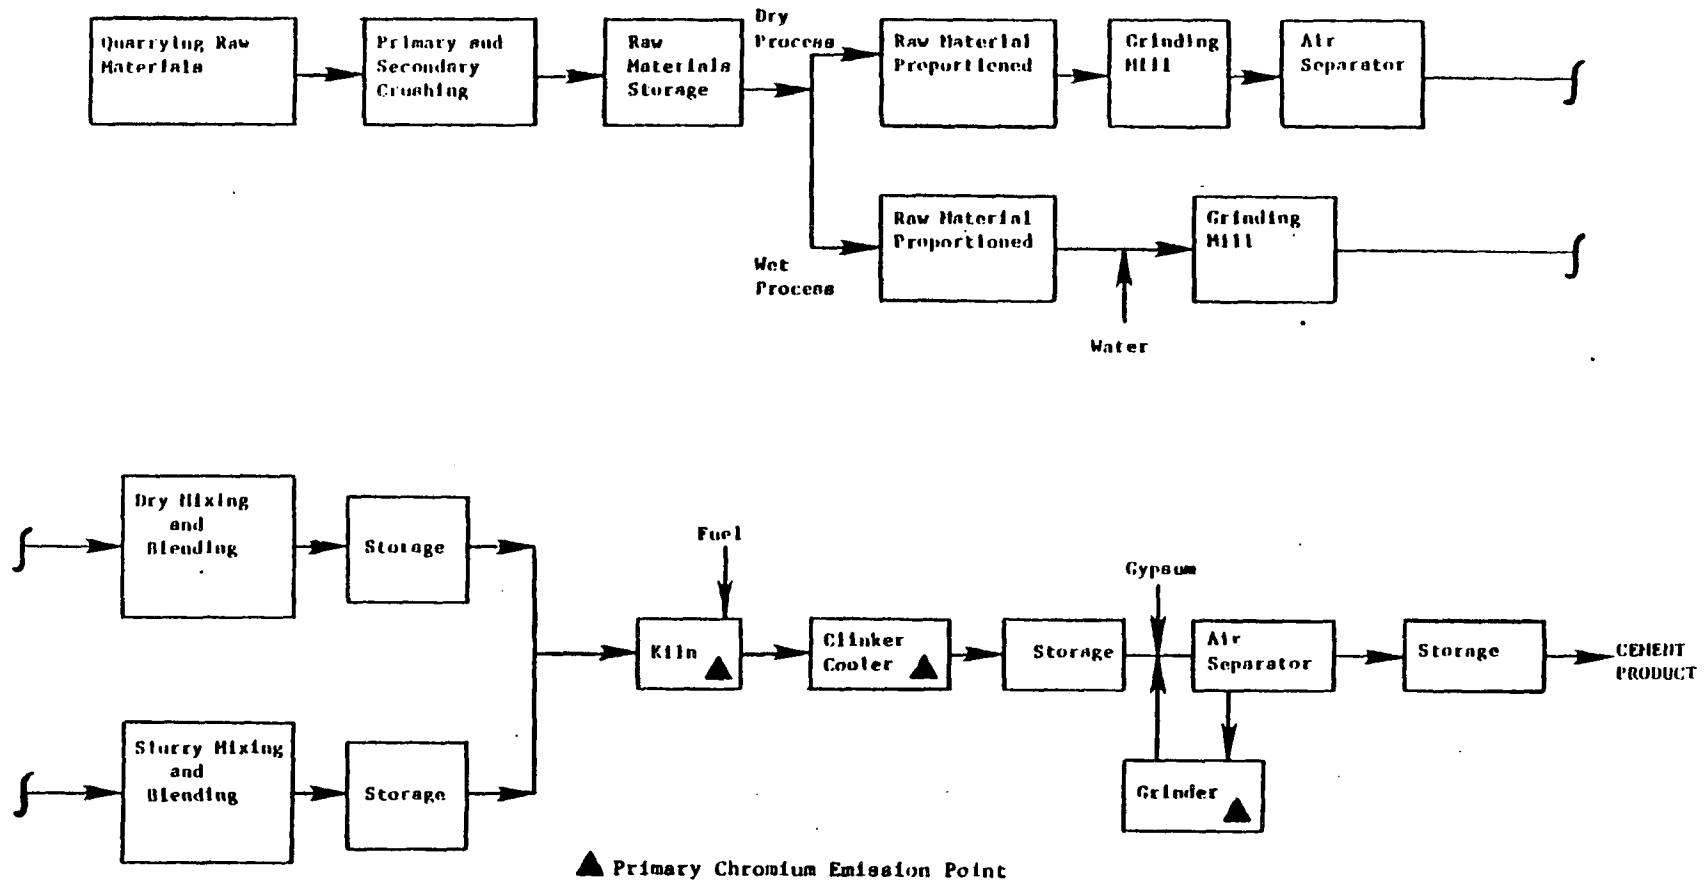 Quarrying Raw
Materials
Primary and
Secondary
Crushing
Raw
Materials
Storage
Dry
Process
Raw Material
Proportioned
Grinding
Mill
Air
Separator
Wet
Process
Raw Material
Proportioned
Water
Grinding
Mill
Dry Mixing
and
Blending
Storage
Slurry Mixing
and
Blending
Storage
Fuel
Kiln
Clinker
Cooler
Storage
Gypsum
Air
Separator
Grinder
Storage
CEMENT
PRODUCT
Primary Chromium Emission Point